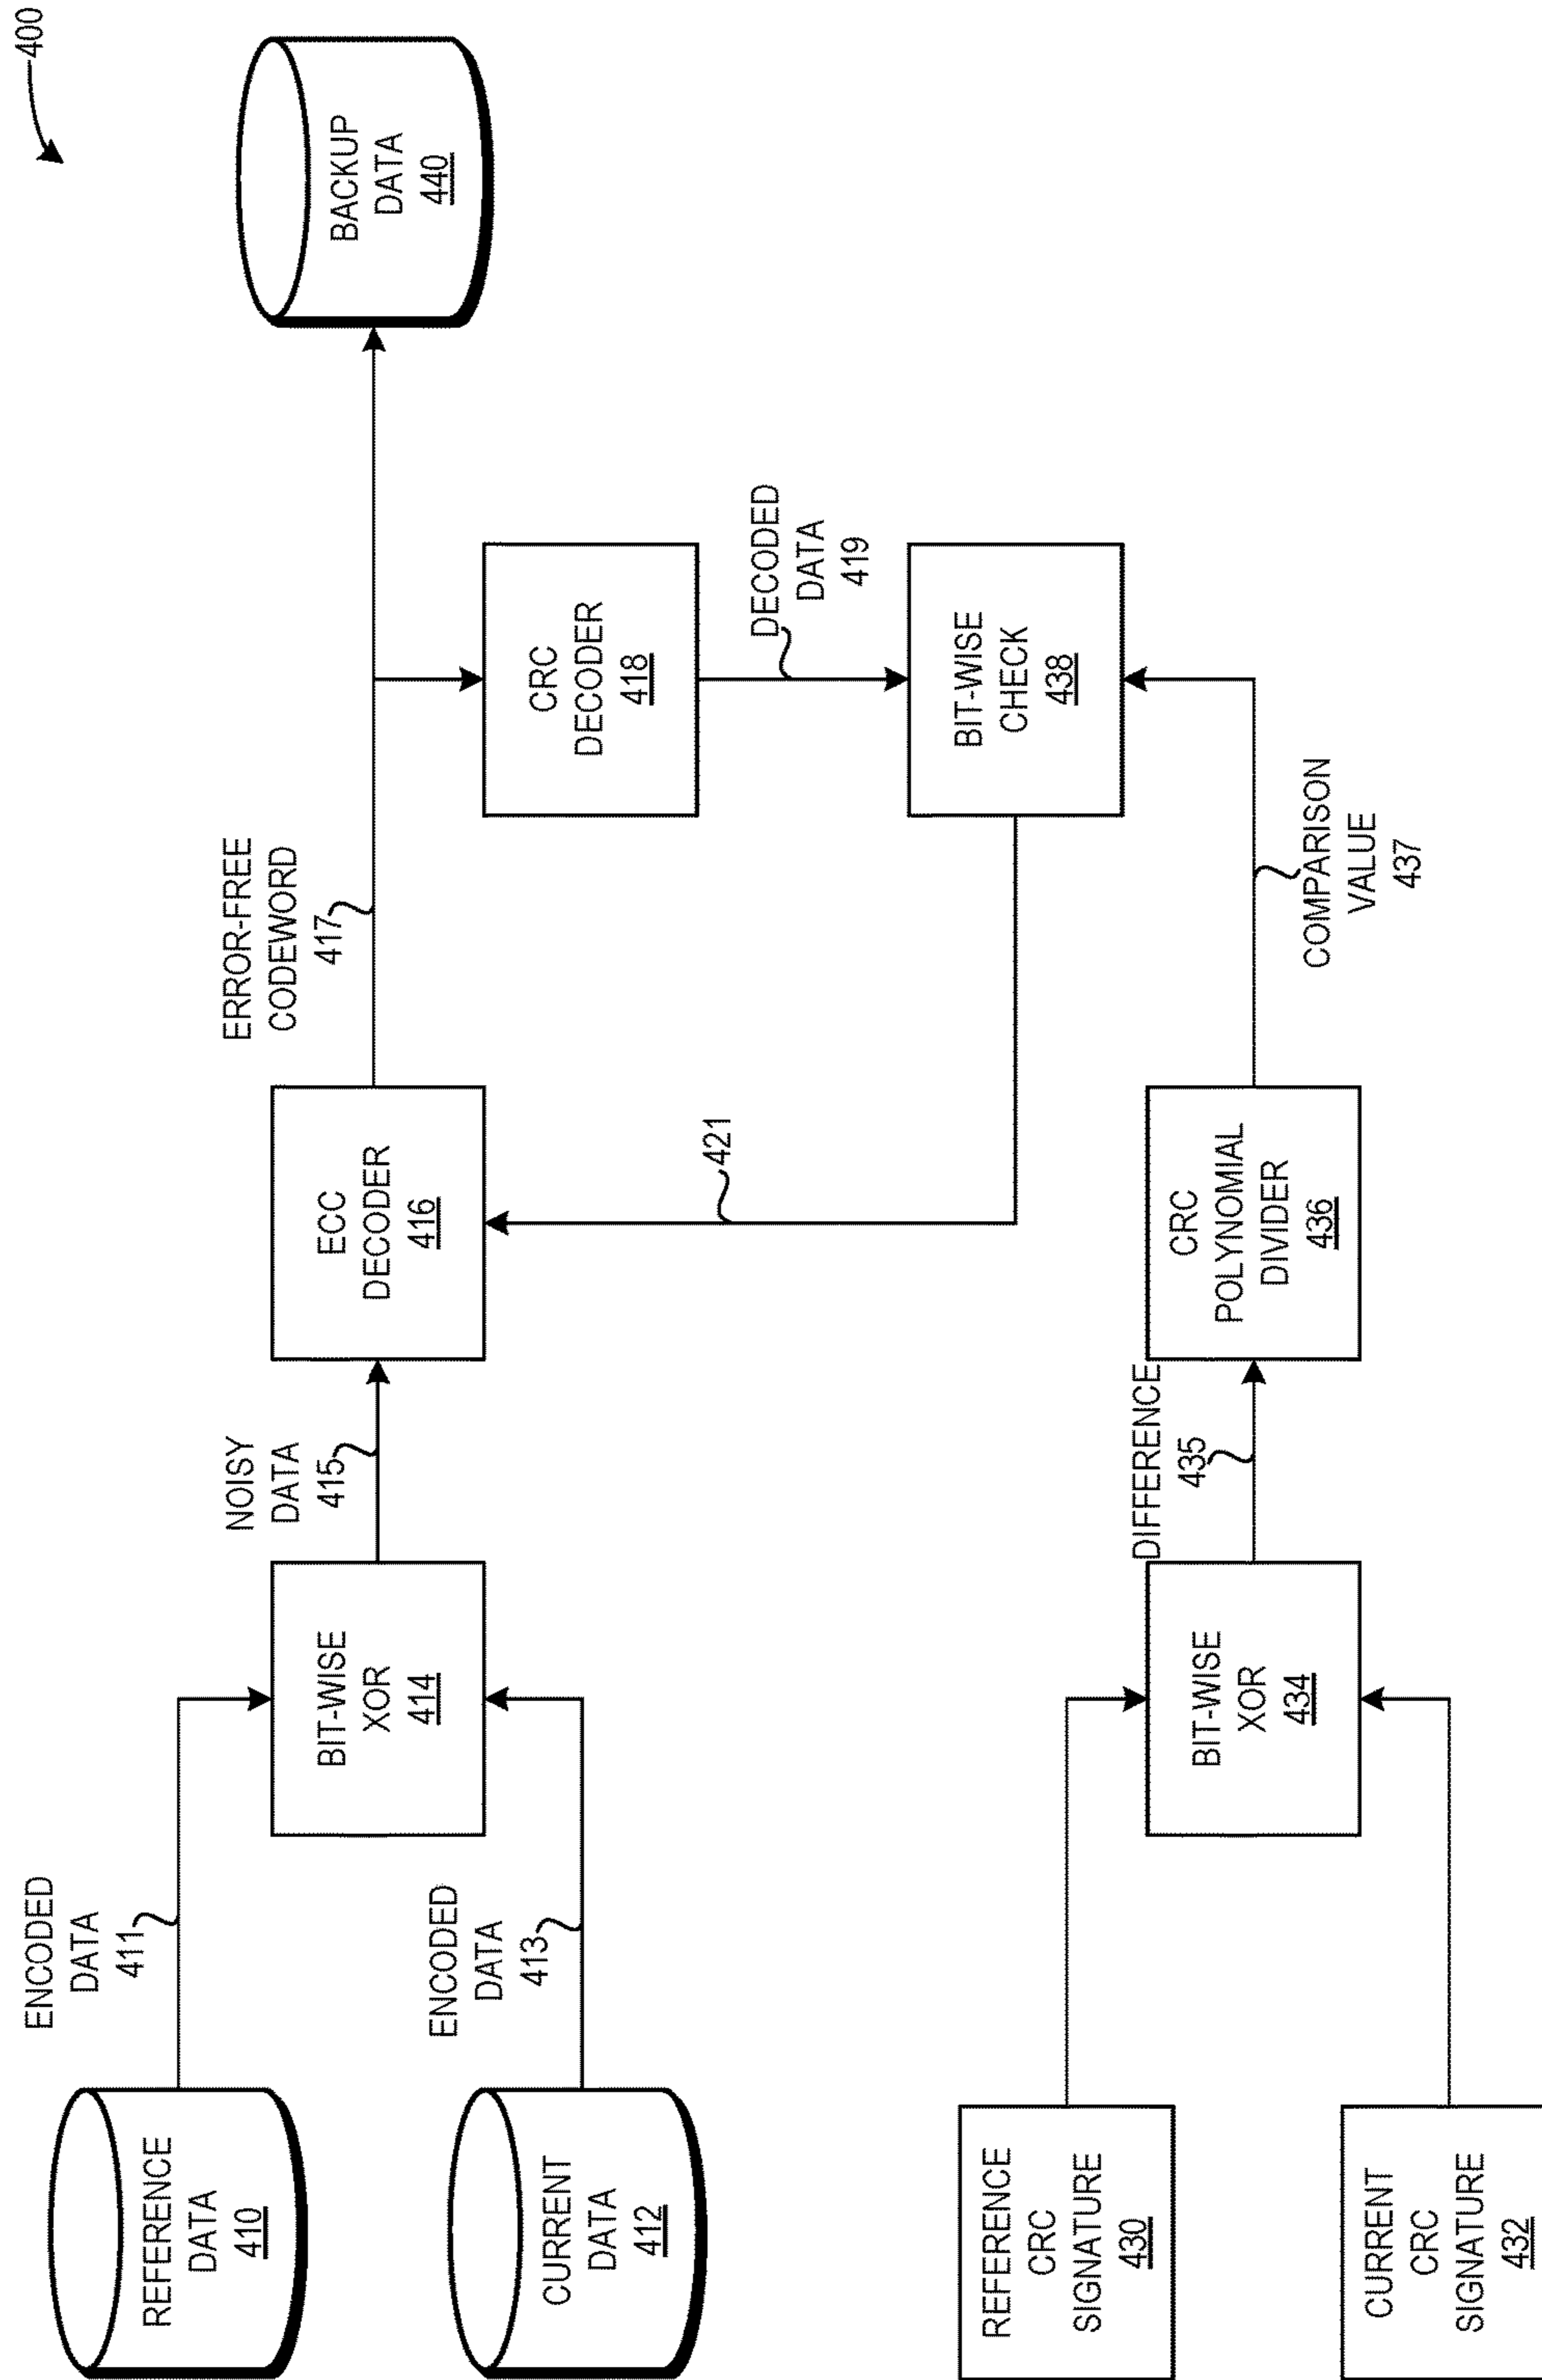 400
REFERENCE
DATA
410
ENCODED
DATA
411
BIT-WISE
XOR
414
NOISY
DATA
415
ECC
DECODER
416
ERROR-FREE
CODEWORD
417
BACKUP
DATA
440
CURRENT
DATA
412
ENCODED
DATA
413
421
CRC
DECODER
418
DECODED
DATA
419
BIT-WISE
CHECK
438
REFERENCE
CRC
SIGNATURE
430
CURRENT
CRC
SIGNATURE
432
BIT-WISE
XOR
434
DIFFERENCE
435
CRC
POLYNOMIAL
DIVIDER
436
COMPARISON
VALUE
437